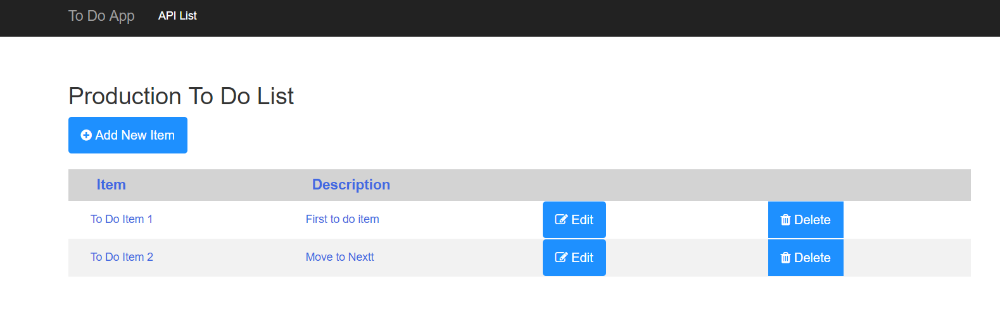 To Do App API List
Production To Do List
Add New Item
Item Description
To Do Item 1 First to do item Edit Delete
To Do Item 2 Move to Nextt Edit Delete